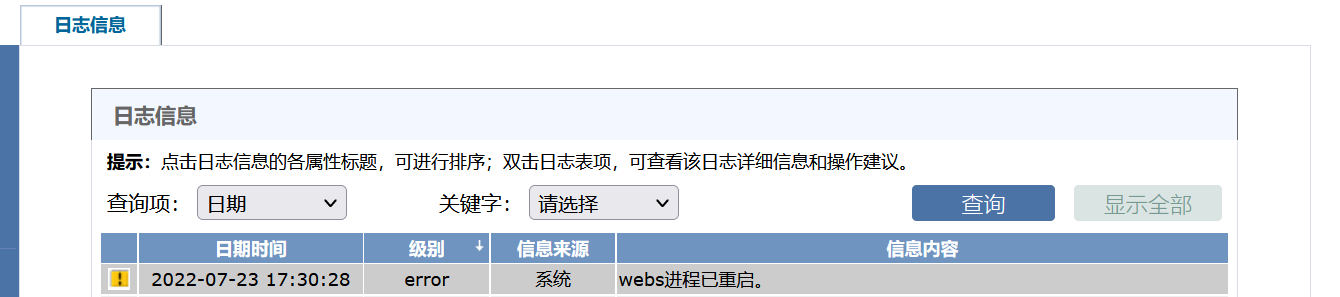 日志信息
日志信息
提示：点击日志信息的各属性标题，可进行排序；双击日志表项，可查看该日志详细信息和操作建议。
查询项： 日期 关键字： 请选择 查询 显示全部
日期时间 级别 信息来源 信息内容
2022-07-23 17:30:28 error 系统 webs进程已重启。